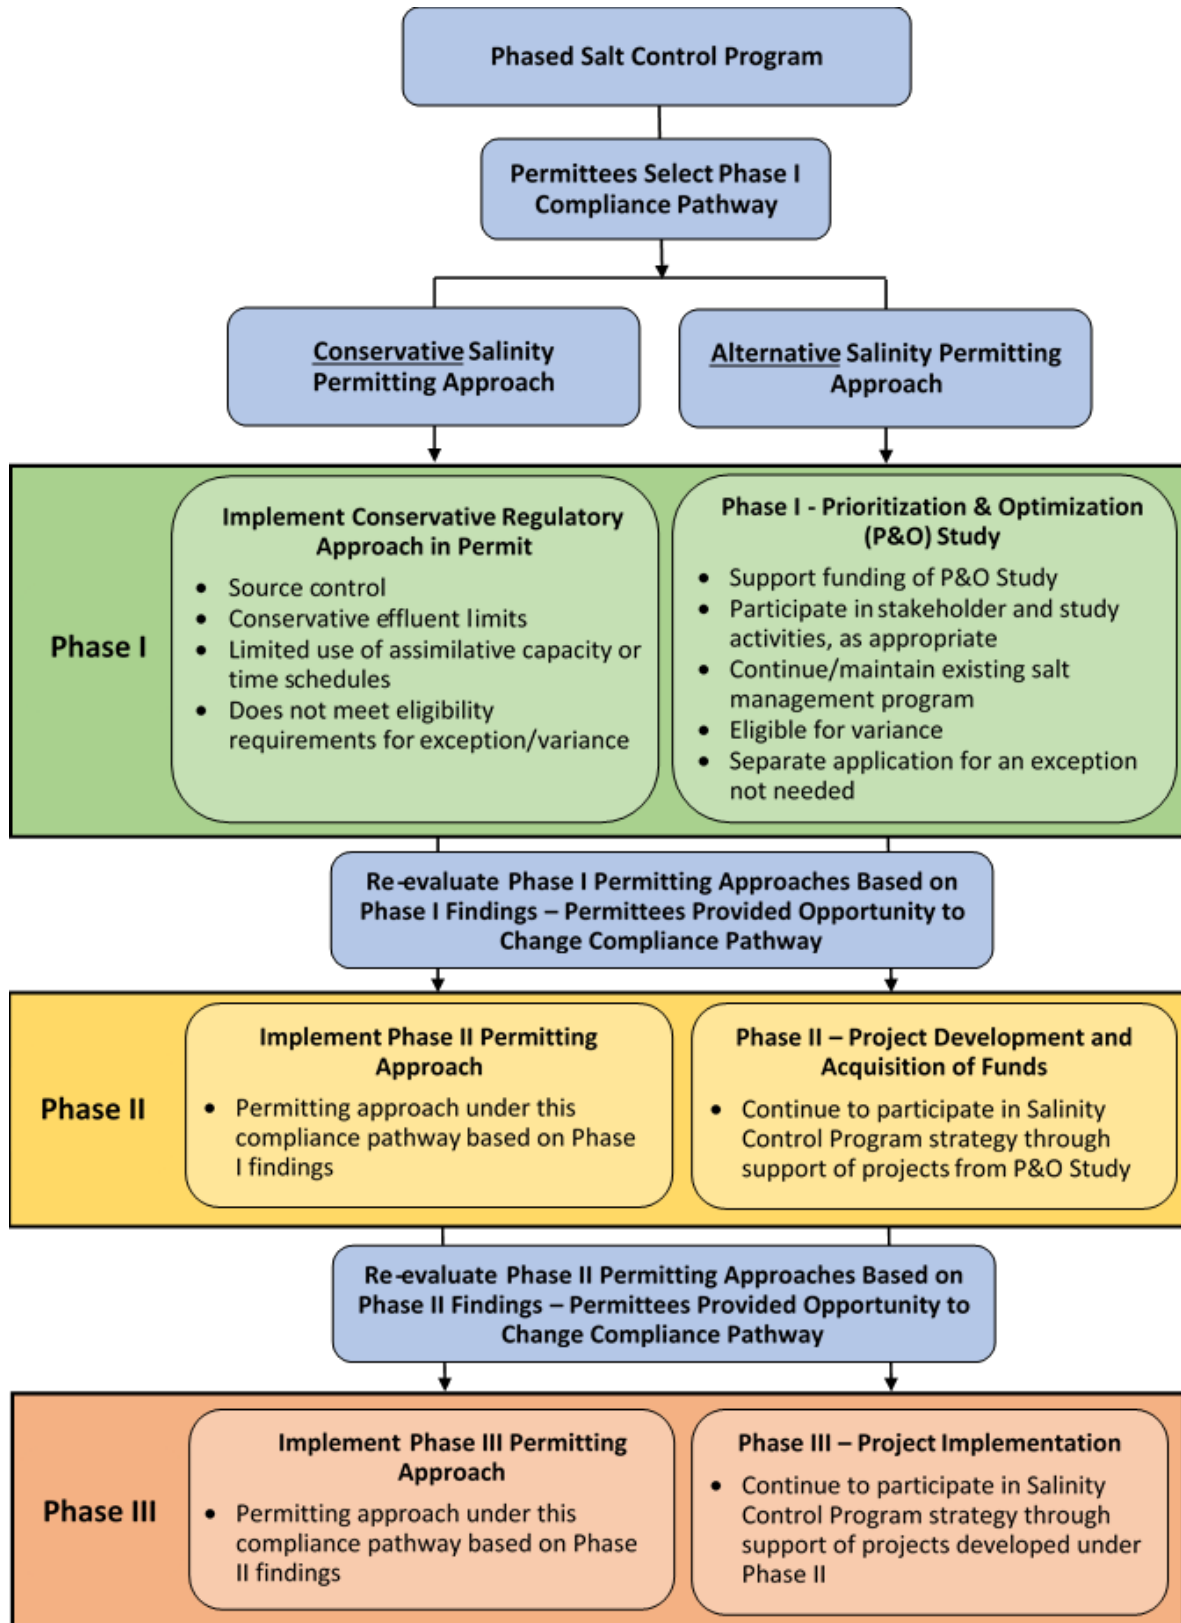 Phased Salt Control Program
Permittees Select Phase I
Compliance Pathway
Conservative Salinity
Permitting Approach
Alternative Salinity Permitting
Approach
Phase I
Implement Conservative Regulatory
Approach in Permit
• Source control
• Conservative effluent limits
• Limited use of assimilative capacity or
time schedules
• Does not meet eligibility
requirements for exception/variance
Phase I - Prioritization & Optimization
(P&O) Study
• Support funding of P&O Study
• Participate in stakeholder and study
activities, as appropriate
• Continue/maintain existing salt
management program
• Eligible for variance
• Separate application for an exception
not needed
Re-evaluate Phase I Permitting Approaches Based on
Phase I Findings – Permittees Provided Opportunity to
Change Compliance Pathway
Phase II
Implement Phase II Permitting
Approach
• Permitting approach under this
compliance pathway based on Phase
I findings
Phase II – Project Development and
Acquisition of Funds
• Continue to participate in Salinity
Control Program strategy through
support of projects from P&O Study
Re-evaluate Phase II Permitting Approaches Based on
Phase II Findings – Permittees Provided Opportunity to
Change Compliance Pathway
Phase III
Implement Phase III Permitting
Approach
• Permitting approach under this
compliance pathway based on Phase
II findings
Phase III – Project Implementation
• Continue to participate in Salinity
Control Program strategy through
support of projects developed under
Phase II